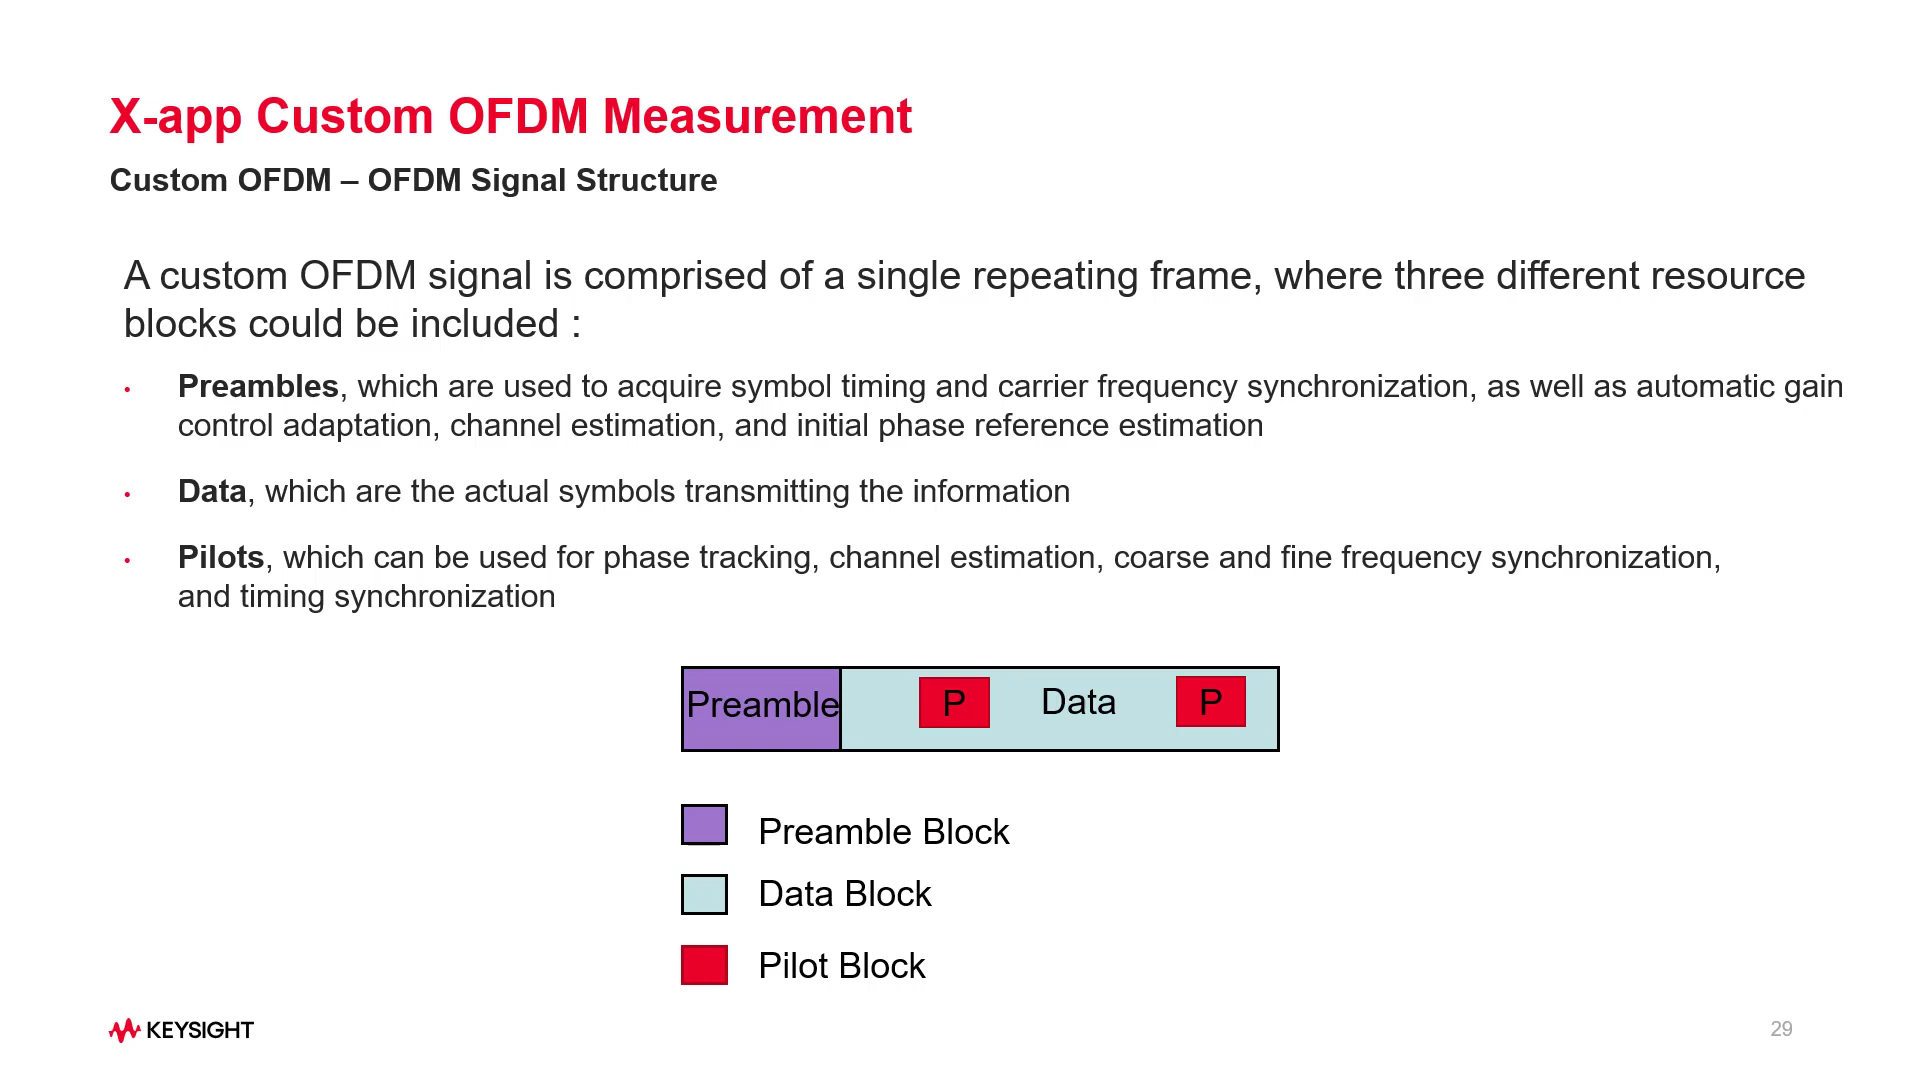 X-app Custom OFDM Measurement
Custom OFDM – OFDM Signal Structure
A custom OFDM signal is comprised of a single repeating frame, where three different resource
blocks could be included :
• Preambles, which are used to acquire symbol timing and carrier frequency synchronization, as well as automatic gain
control adaptation, channel estimation, and initial phase reference estimation
• Data, which are the actual symbols transmitting the information
• Pilots, which can be used for phase tracking, channel estimation, coarse and fine frequency synchronization,
and timing synchronization
Preamble P Data P
Preamble Block
Data Block
Pilot Block
KEYSIGHT
29